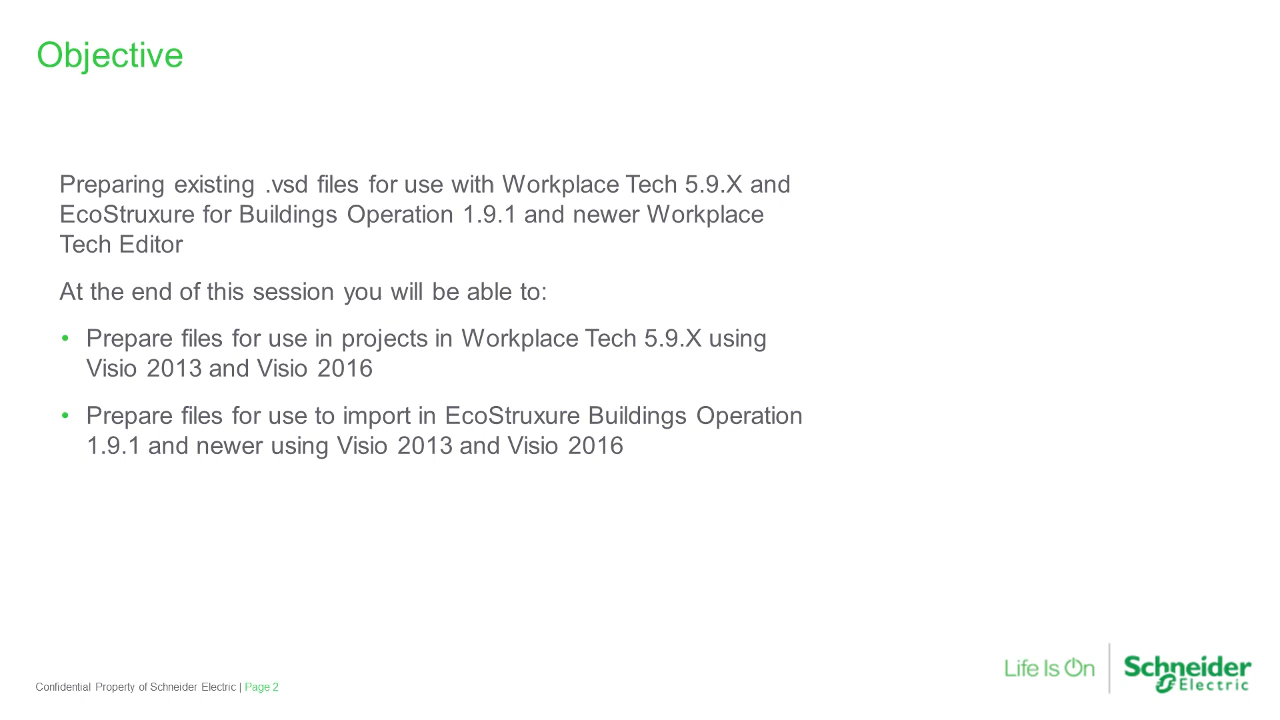 Objective
Preparing existing .vsd files for use with Workplace Tech 5.9.X and
EcoStruxure for Buildings Operation 1.9.1 and newer Workplace
Tech Editor
At the end of this session you will be able to:
• Prepare files for use in projects in Workplace Tech 5.9.X using
Visio 2013 and Visio 2016
• Prepare files for use to import in EcoStruxure Buildings Operation
1.9.1 and newer using Visio 2013 and Visio 2016
Confidential Property of Schneider Electric | Page 2
Life Is On
Schneider
Electric